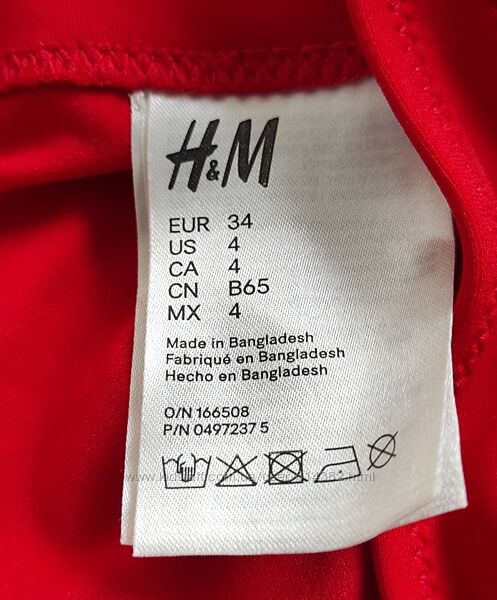 H&M
EUR 34
US 4
CA 4
CN B65
MX 4
Made in Bangladesh
Fabriqué en Bangladesh
Hecho en Bangladesh
O/N 166508
P/N 0497237 5